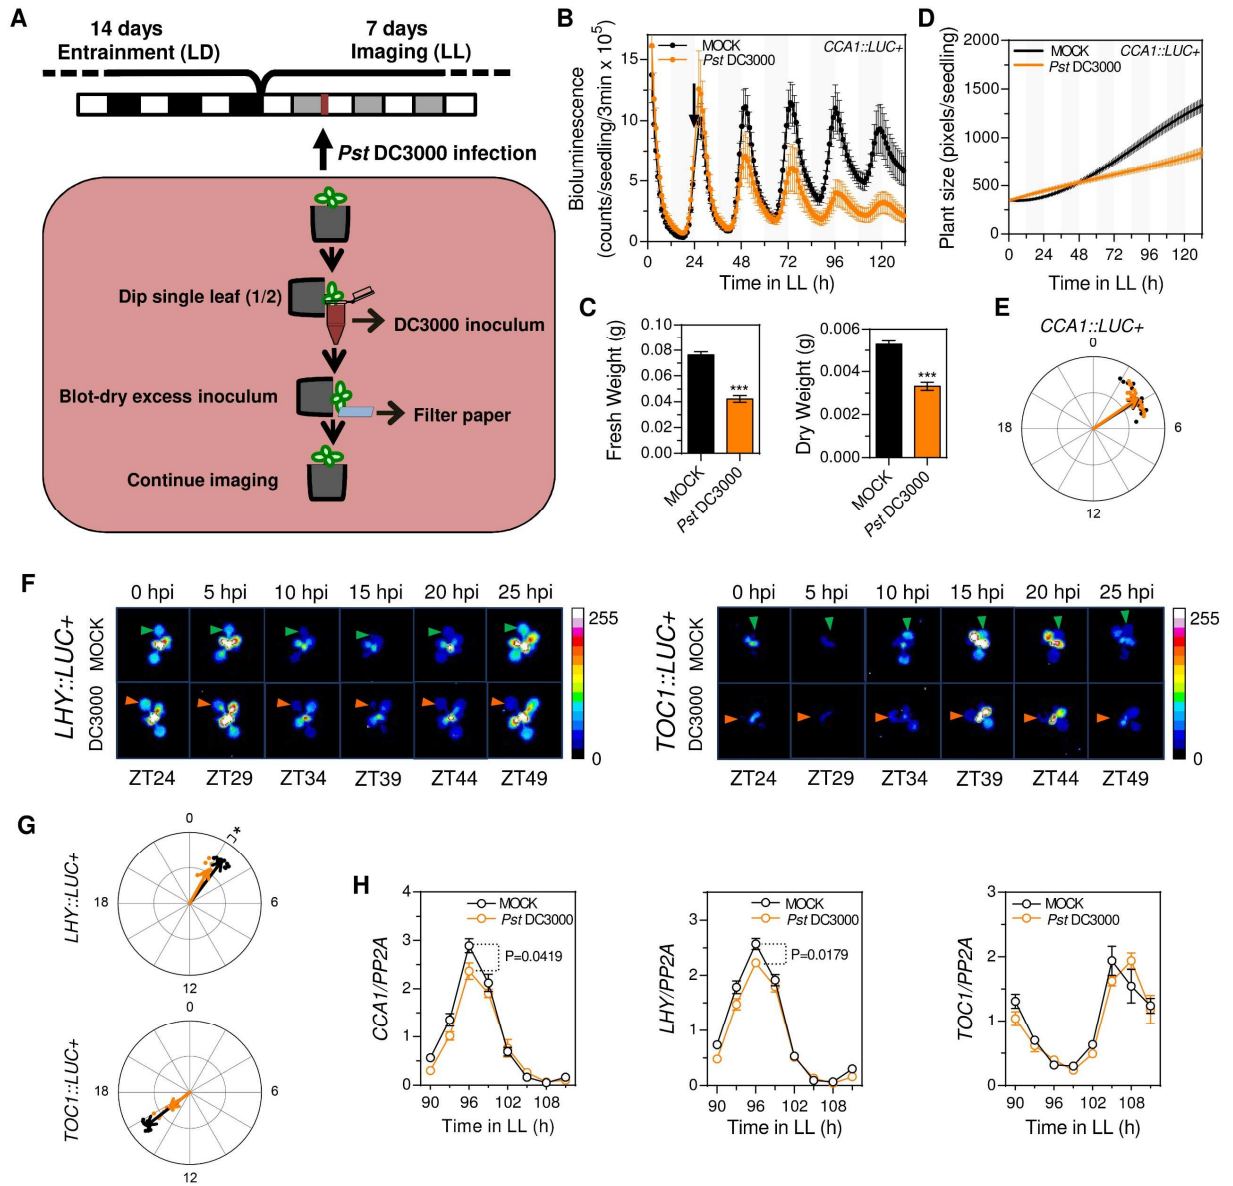 A
14 days
Entrainment (LD)
7 days
Imaging (LL)
Pst DC3000 infection
Dip single leaf (1/2)
DC3000 inoculum
Blot-dry excess inoculum
Filter paper
Continue imaging
B
Bioluminescence
(counts/seedling/3min x 10⁵)
MOCK
Pst DC3000
CCA1::LUC+
15
10
5
0
0 24 48 72 96 120
Time in LL (h)
D
Plant size (pixels/seedling)
MOCK
Pst DC3000
CCA1::LUC+
2000
1500
1000
500
0
0 24 48 72 96 120
Time in LL (h)
C
Fresh Weight (g)
0.10
0.08
0.06
0.04
0.02
0.00
***
MOCK
Pst DC3000
Dry Weight (g)
0.006
0.004
0.002
0.000
***
MOCK
Pst DC3000
E
CCA1::LUC+
0
18
6
12
F
LHY::LUC+
0 hpi 5 hpi 10 hpi 15 hpi 20 hpi 25 hpi
MOCK
DC3000
255
0
ZT24 ZT29 ZT34 ZT39 ZT44 ZT49
TOC1::LUC+
0 hpi 5 hpi 10 hpi 15 hpi 20 hpi 25 hpi
MOCK
DC3000
255
0
ZT24 ZT29 ZT34 ZT39 ZT44 ZT49
G
LHY::LUC+
0
*
18
6
12
TOC1::LUC+
0
18
6
12
H
CCA1/PP2A
MOCK
Pst DC3000
P=0.0419
4
3
2
1
0
90 96 102 108
Time in LL (h)
LHY/PP2A
MOCK
Pst DC3000
P=0.0179
3
2
1
0
90 96 102 108
Time in LL (h)
TOC1/PP2A
MOCK
Pst DC3000
3
2
1
0
90 96 102 108
Time in LL (h)